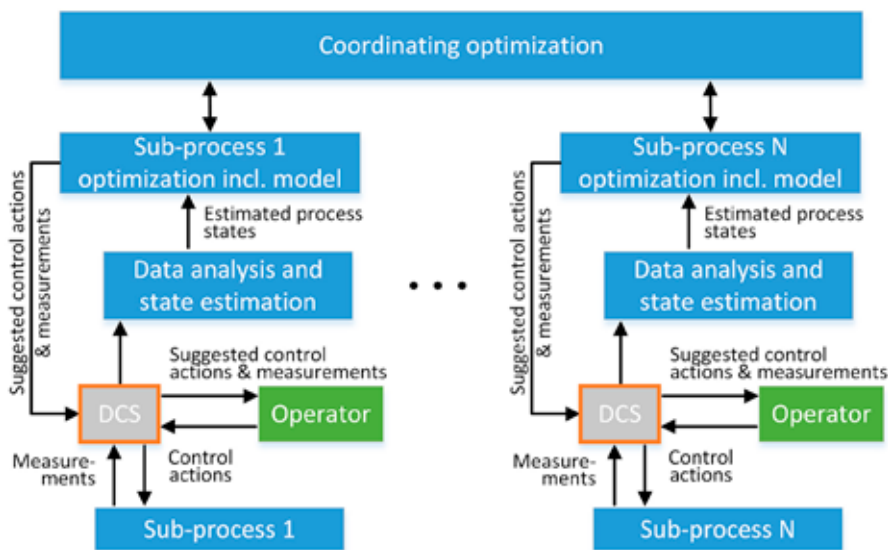 Coordinating optimization
Sub-process 1
optimization incl. model
Suggested control actions
& measurements
Estimated process
states
Data analysis and
state estimation
Suggested control
actions & measurements
DCS
Operator
Measure-
ments
Control
actions
Sub-process 1
• • •
Sub-process N
optimization incl. model
Suggested control actions
& measurements
Estimated process
states
Data analysis and
state estimation
Suggested control
actions & measurements
DCS
Operator
Measure-
ments
Control
actions
Sub-process N